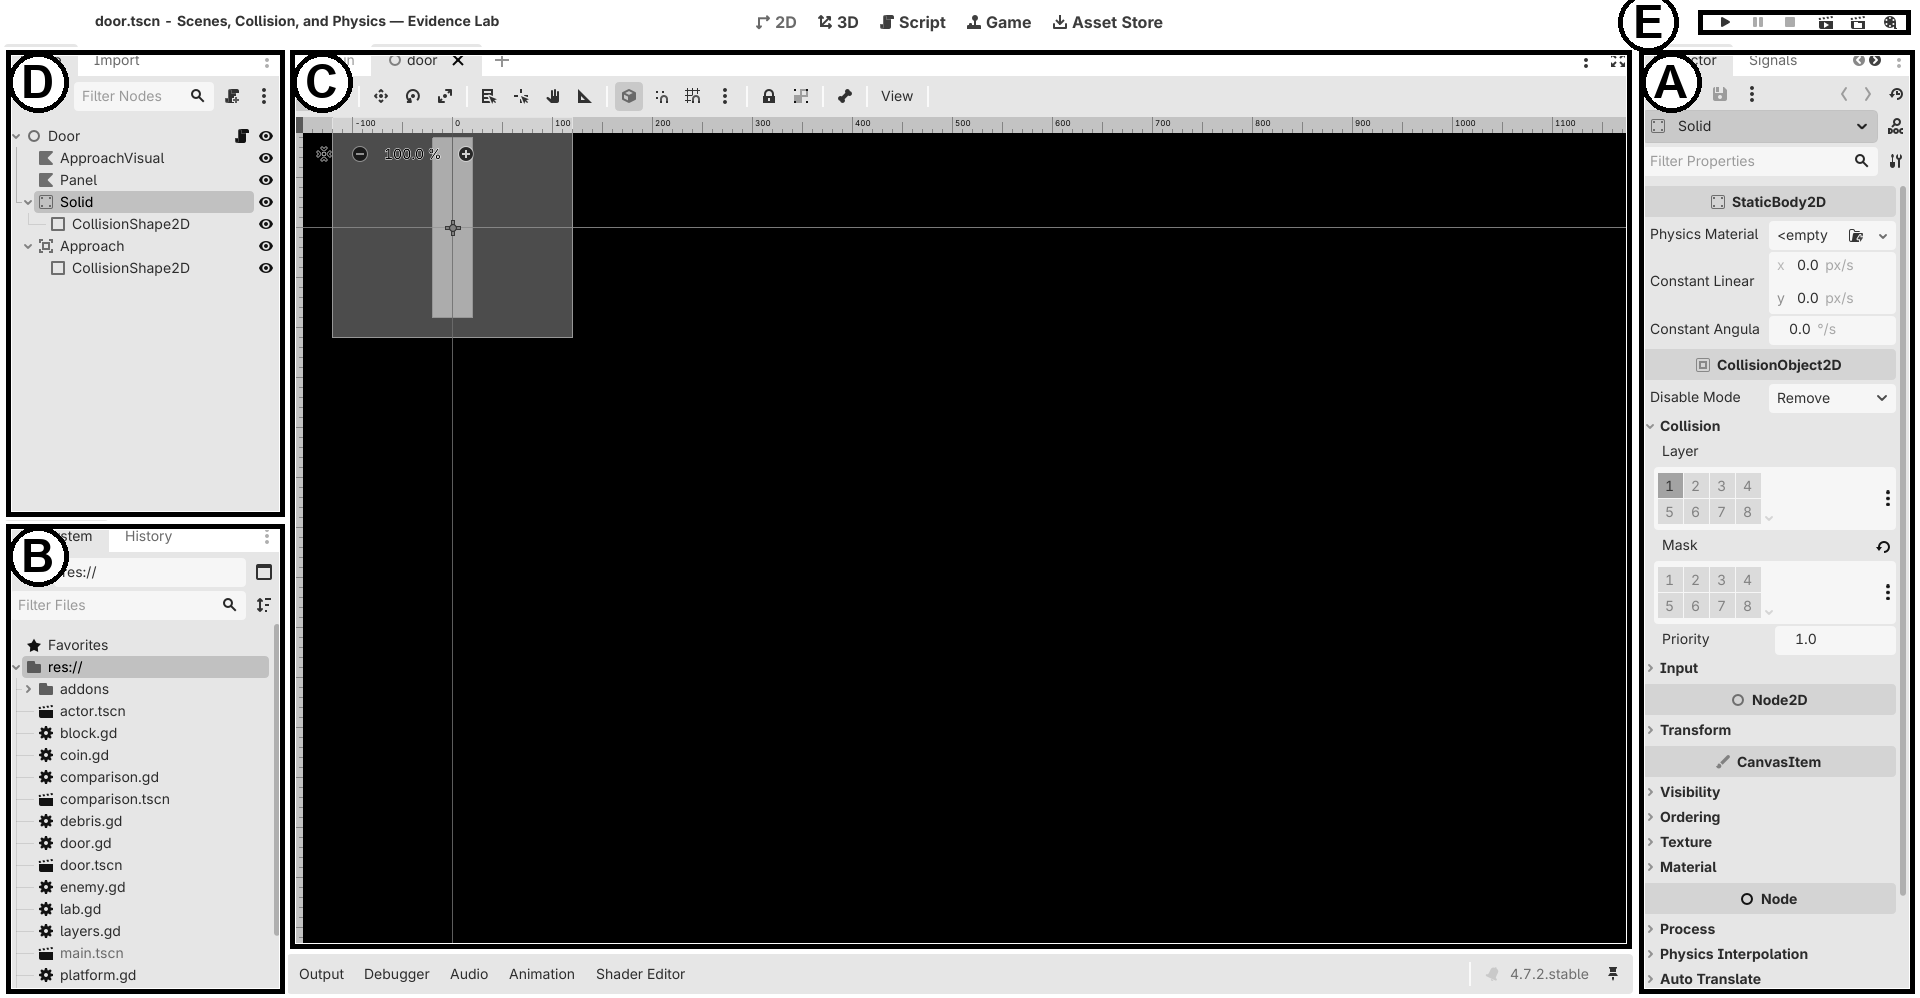 door.tscn - Scenes, Collision, and Physics — Evidence Lab
2D 3D Script Game Asset Store
E
D
Import
Filter Nodes
Door
ApproachVisual
Panel
Solid
CollisionShape2D
Approach
CollisionShape2D
B
History
res://
Filter Files
Favorites
res://
addons
actor.tscn
block.gd
coin.gd
comparison.gd
comparison.tscn
debris.gd
door.gd
door.tscn
enemy.gd
lab.gd
layers.gd
main.tscn
platform.gd
C
door
View
-100 0 100 200 300 400 500 600 700 800 900 1000 1100
100.0 %
Output Debugger Audio Animation Shader Editor
4.7.2.stable
A
Signals
Solid
Filter Properties
StaticBody2D
Physics Material <empty
Constant Linear
x 0.0 px/s
y 0.0 px/s
Constant Angula 0.0 °/s
CollisionObject2D
Disable Mode Remove
Collision
Layer
1 2 3 4
5 6 7 8
Mask
1 2 3 4
5 6 7 8
Priority 1.0
Input
Node2D
Transform
CanvasItem
Visibility
Ordering
Texture
Material
Node
Process
Physics Interpolation
Auto Translate